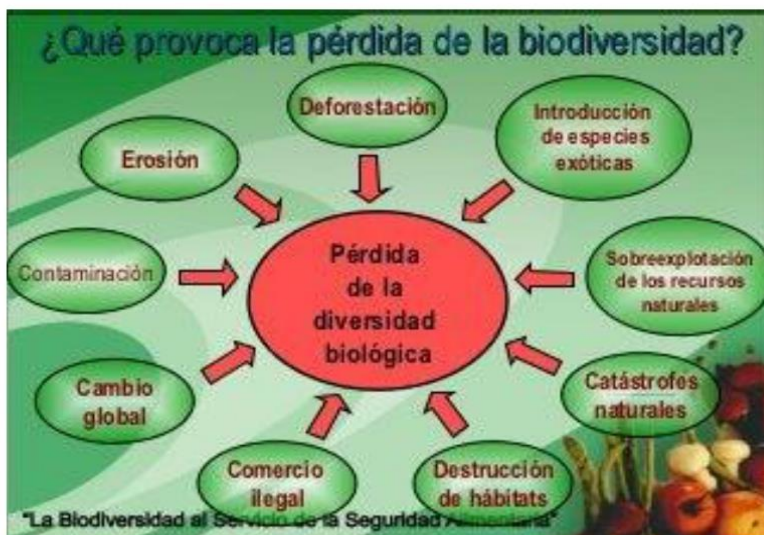 ¿Qué provoca la pérdida de la biodiversidad?
Deforestación
Introducción
de especies
exóticas
Erosión
Pérdida
de la
diversidad
biológica
Contaminación
Sobreexplotación
de los recursos
naturales
Cambio
global
Catástrofes
naturales
Comercio
ilegal
Destrucción
de hábitats
"La Biodiversidad al Servicio de la Seguridad Alimentaria"